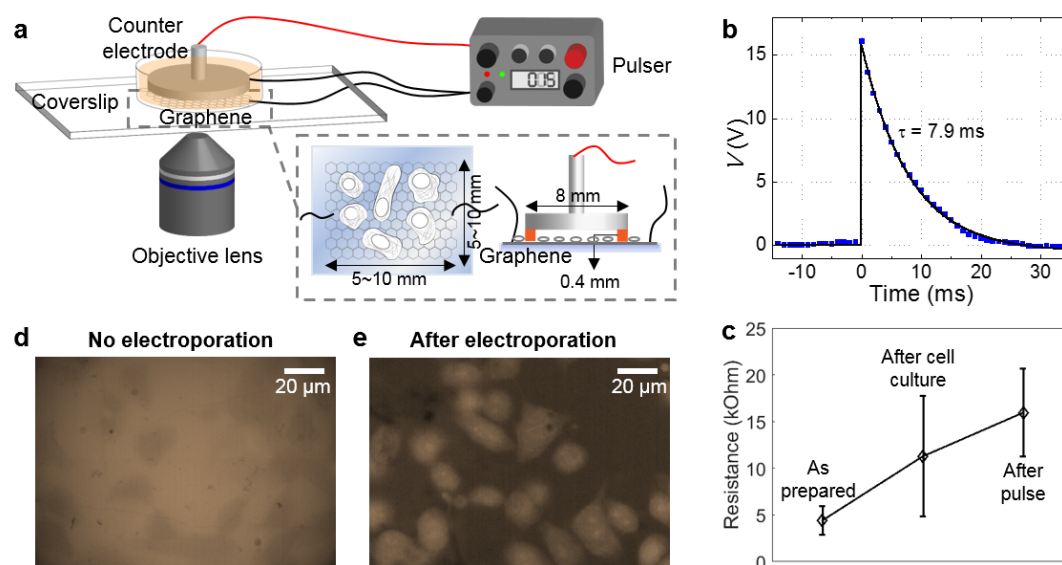 a
Counter
electrode
015
Pulser
Coverslip
Graphene
Objective lens
5~10 mm
5~10 mm
8 mm
Graphene
0.4 mm
b
V (V)
15
10
5
0
τ = 7.9 ms
-10
0
10
20
30
Time (ms)
c
Resistance (kOhm)
25
20
15
10
5
0
As
prepared
After cell
culture
After
pulse
d
No electroporation
20 µm
e
After electroporation
20 µm